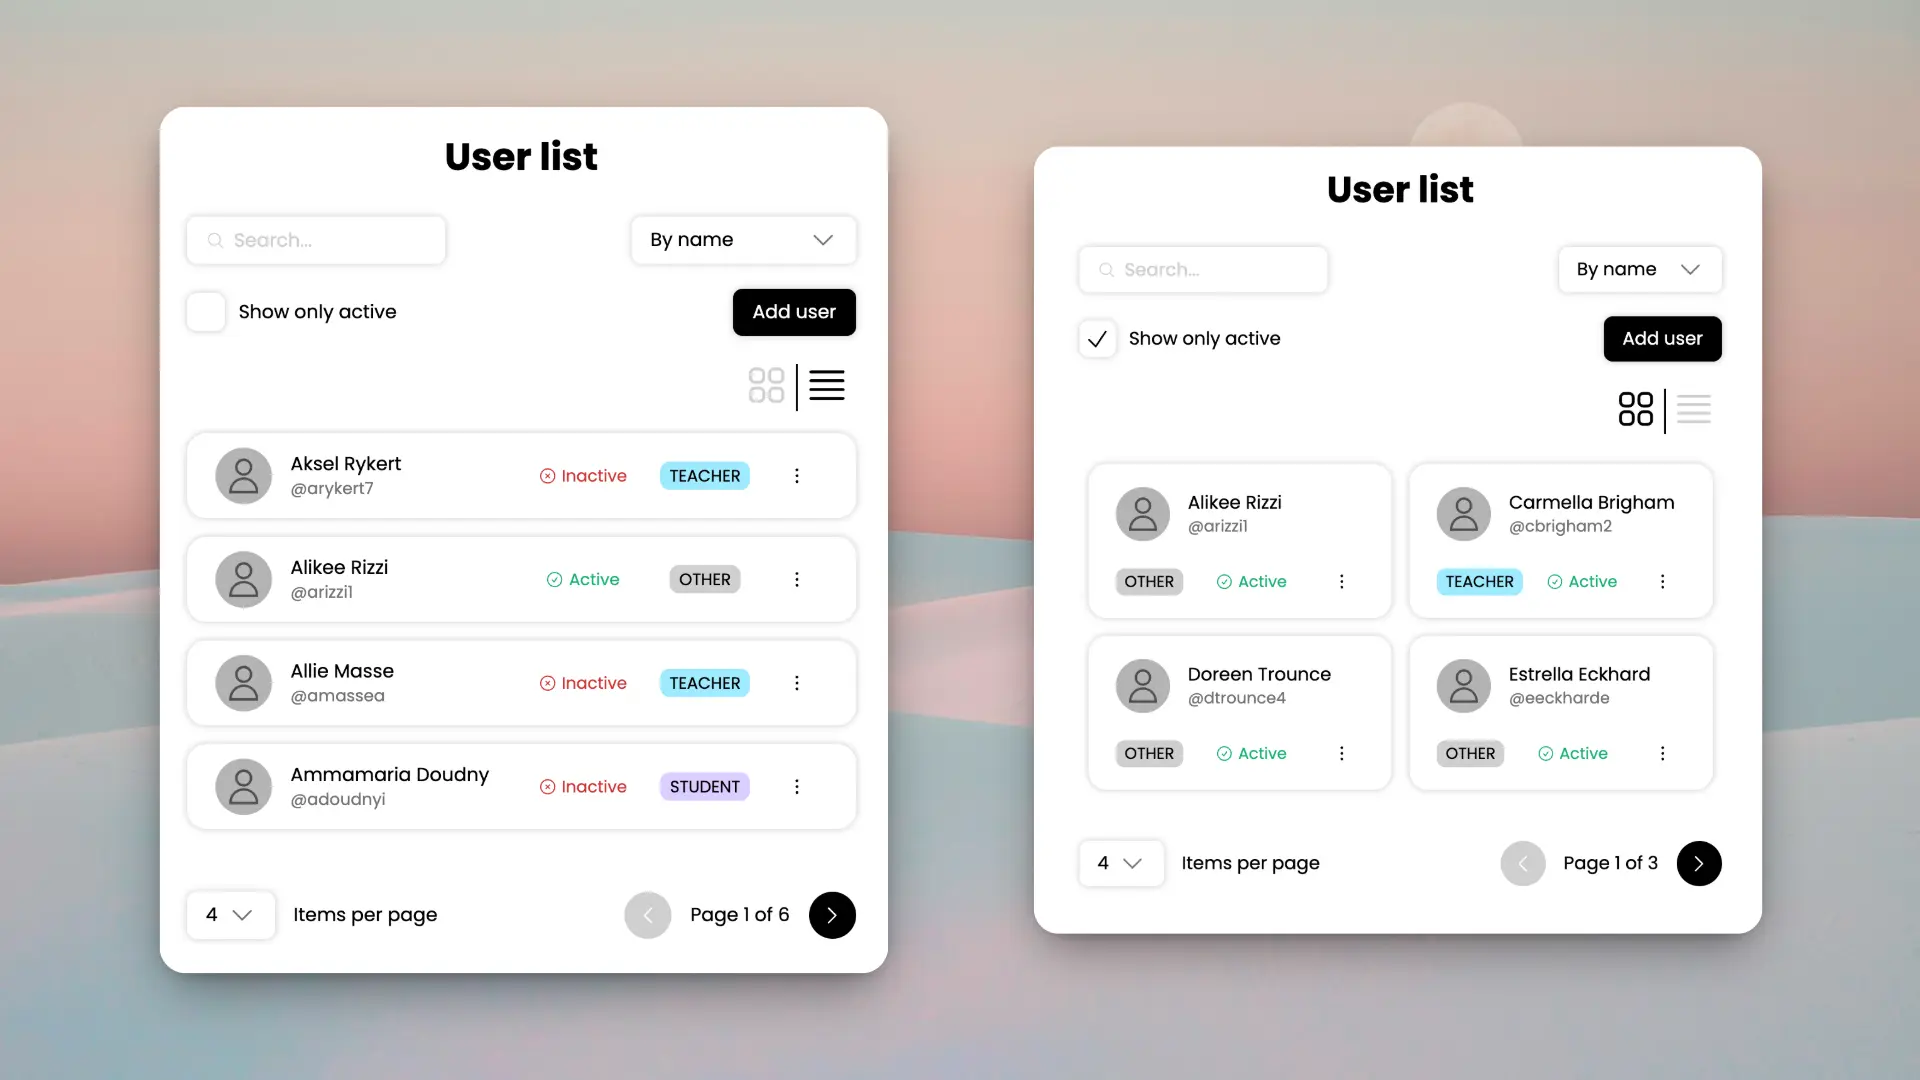 User list
Search...
By name
Show only active
Add user
Aksel Rykert
@arykert7
Inactive
TEACHER
Alikee Rizzi
@arizzi1
Active
OTHER
Allie Masse
@amassea
Inactive
TEACHER
Ammamaria Doudny
@adoudnyi
Inactive
STUDENT
4
Items per page
Page 1 of 6
User list
Search...
By name
Show only active
Add user
Alikee Rizzi
@arizzi1
OTHER
Active
Carmella Brigham
@cbrigham2
TEACHER
Active
Doreen Trounce
@dtrounce4
OTHER
Active
Estrella Eckhard
@eeckharde
OTHER
Active
4
Items per page
Page 1 of 3